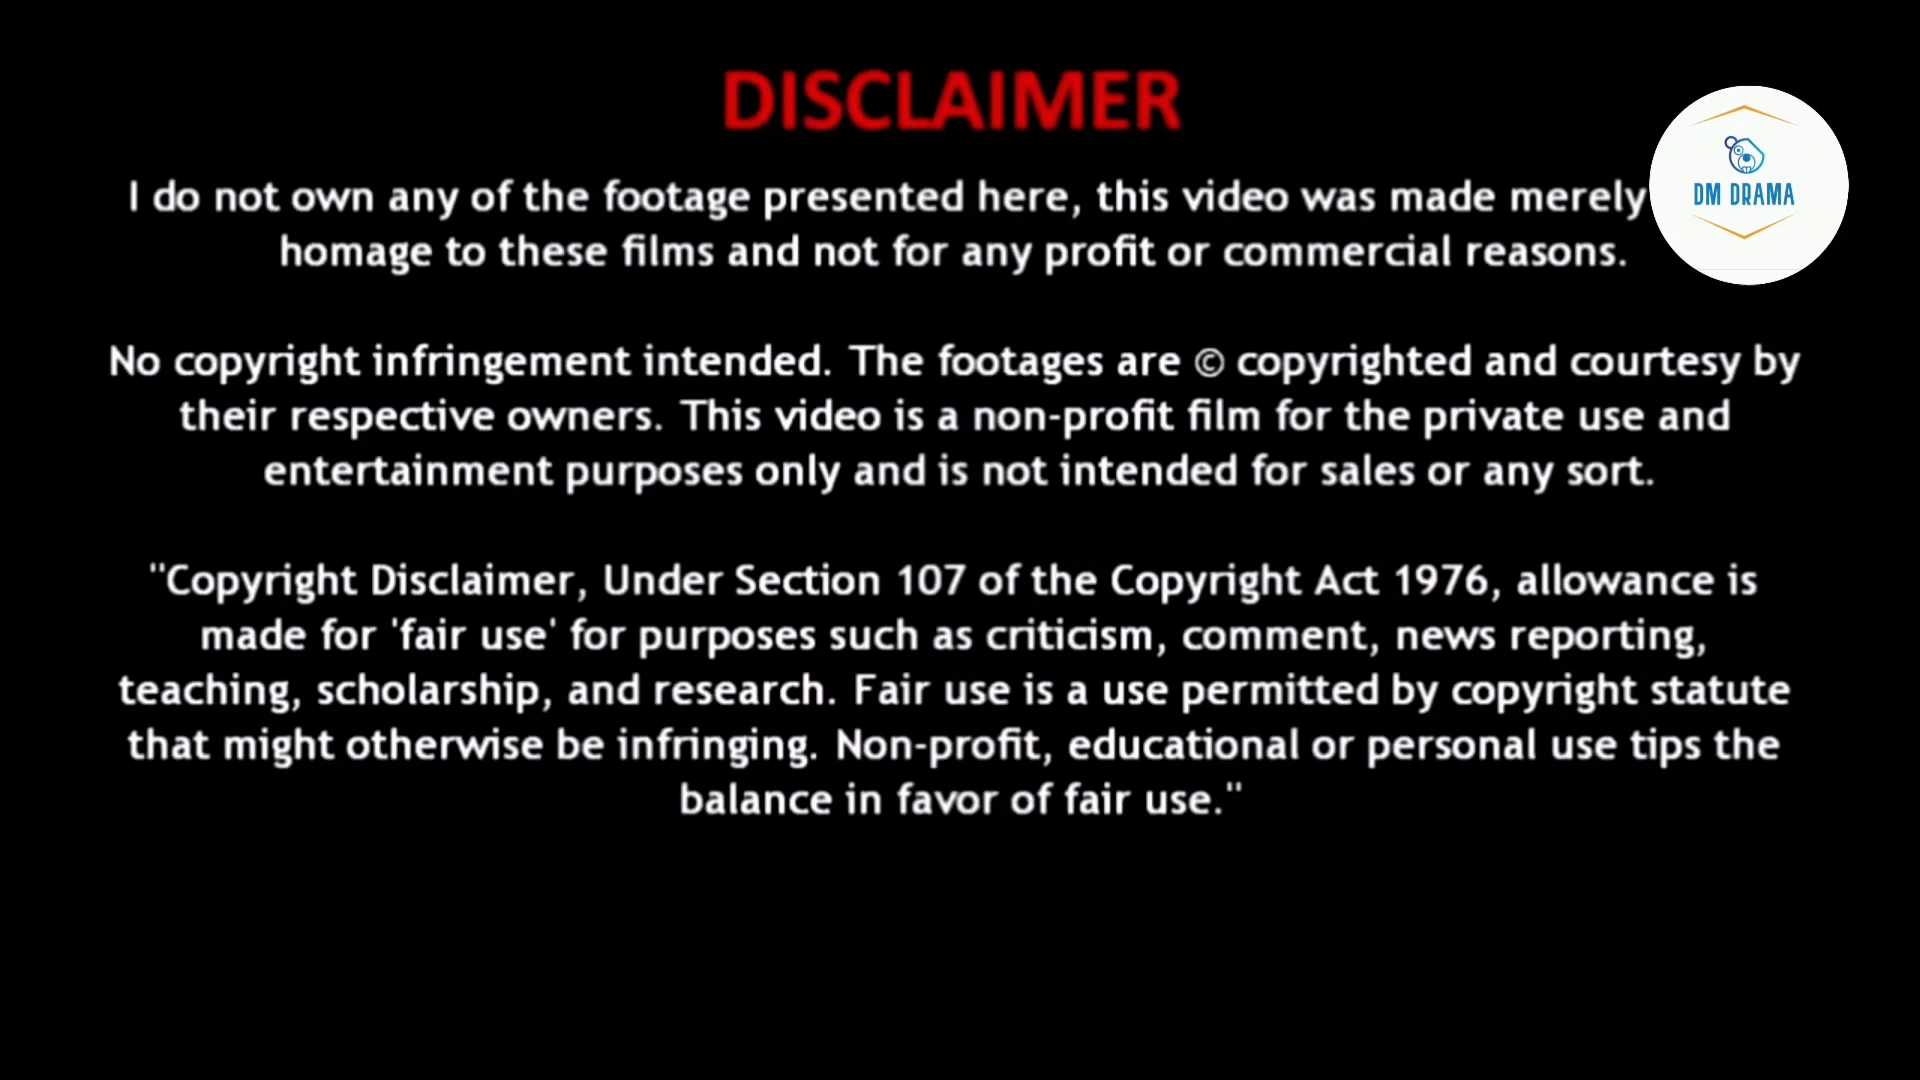 DISCLAIMER
I do not own any of the footage presented here, this video was made merely
homage to these films and not for any profit or commercial reasons.
No copyright infringement intended. The footages are © copyrighted and courtesy by
their respective owners. This video is a non-profit film for the private use and
entertainment purposes only and is not intended for sales or any sort.
"Copyright Disclaimer, Under Section 107 of the Copyright Act 1976, allowance is
made for 'fair use' for purposes such as criticism, comment, news reporting,
teaching, scholarship, and research. Fair use is a use permitted by copyright statute
that might otherwise be infringing. Non-profit, educational or personal use tips the
balance in favor of fair use."
DM DRAMA